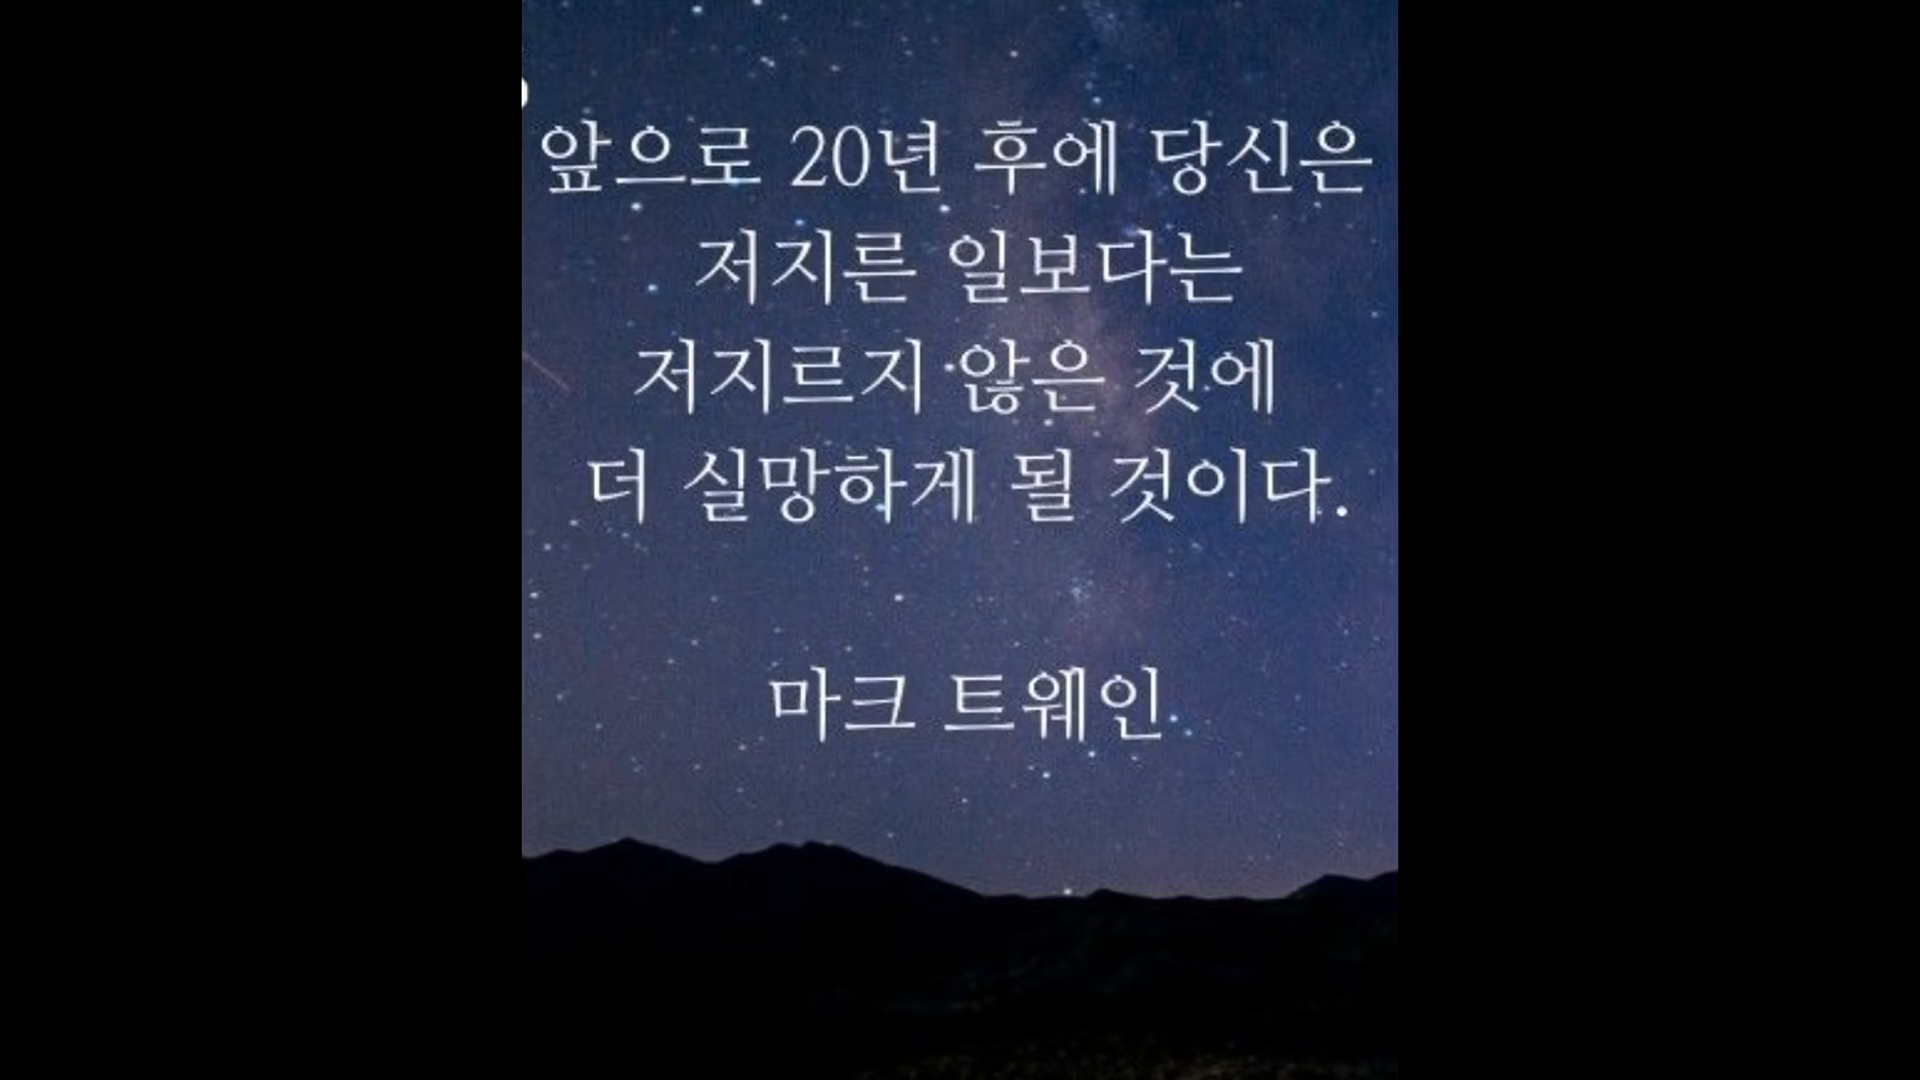 앞으로 20년 후에 당신은
저지른 일보다는
저지르지 않은 것에
더 실망하게 될 것이다.
마크 트웨인